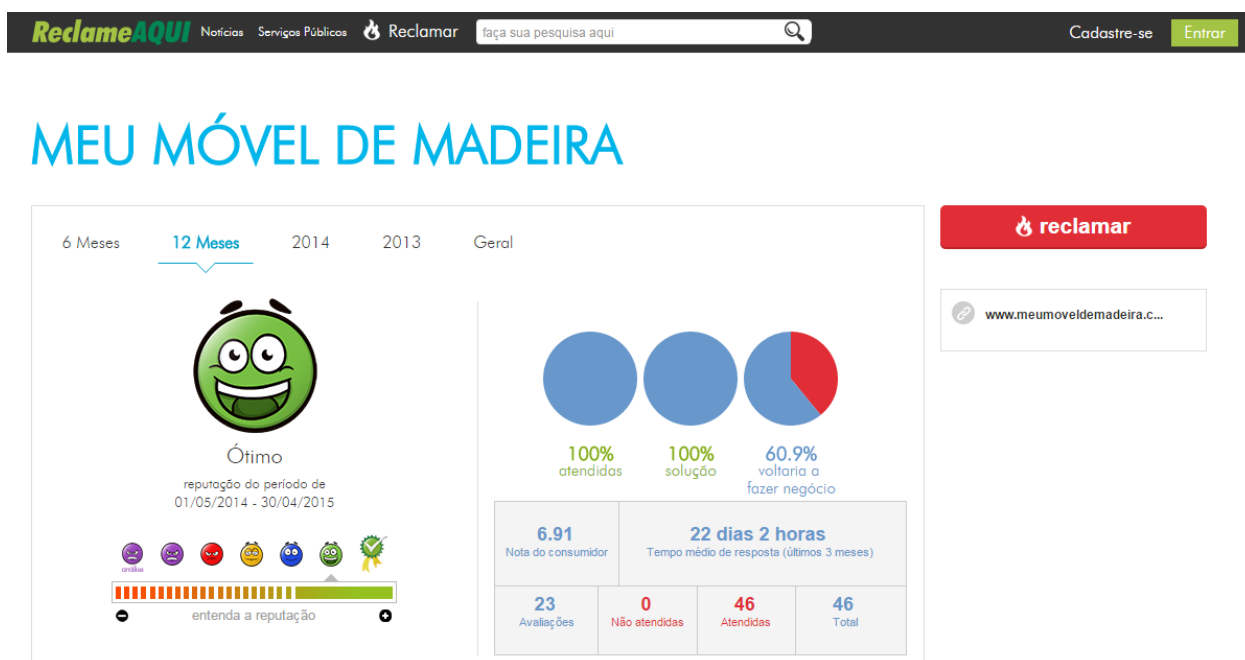 ReclameAQUI Notícias Serviços Públicos Reclamar faça sua pesquisa aqui Cadastre-se Entrar
MEU MÓVEL DE MADEIRA
6 Meses 12 Meses 2014 2013 Geral
reclamar
www.meumoveldemadeira.c...
Ótimo
reputação do período de
01/05/2014 - 30/04/2015
análise
entenda a reputação
100%
atendidas
100%
solução
60.9%
voltaria a
fazer negócio
6.91
Nota do consumidor
22 dias 2 horas
Tempo médio de resposta (últimos 3 meses)
23
Avaliações
0
Não atendidas
46
Atendidas
46
Total